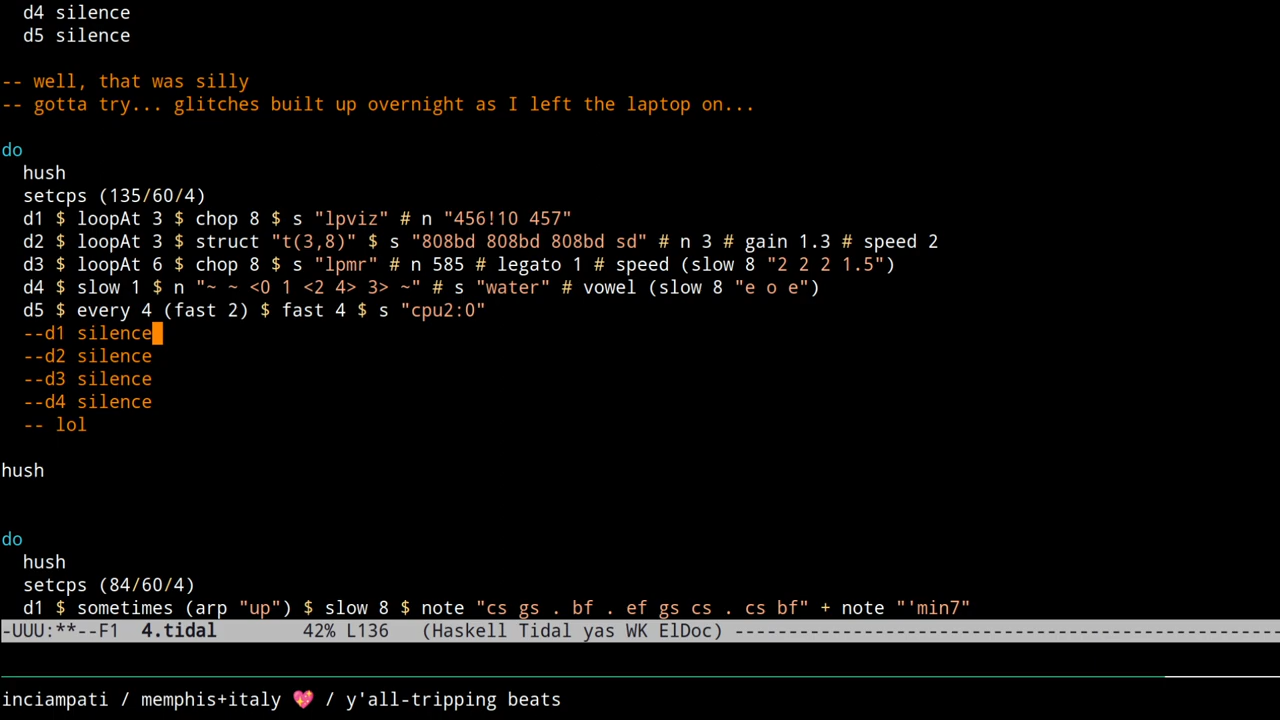 d4 silence
d5 silence
-- well, that was silly
-- gotta try... glitches built up overnight as I left the laptop on...
do
hush
setcps (135/60/4)
d1 $ loopAt 3 $ chop 8 $ s "lpviz" # n "456!10 457"
d2 $ loopAt 3 $ struct "t(3,8)" $ s "808bd 808bd 808bd sd" # n 3 # gain 1.3 # speed 2
d3 $ loopAt 6 $ chop 8 $ s "lpmr" # n 585 # legato 1 # speed (slow 8 "2 2 2 1.5")
d4 $ slow 1 $ n "~ ~ <0 1 <2 4> 3> ~" # s "water" # vowel (slow 8 "e o e")
d5 $ every 4 (fast 2) $ fast 4 $ s "cpu2:0"
--d1 silence
--d2 silence
--d3 silence
--d4 silence
-- lol
hush
do
hush
setcps (84/60/4)
d1 $ sometimes (arp "up") $ slow 8 $ note "cs gs . bf . ef gs cs . cs bf" + note "'min7"
-UUU:**--F1  4.tidal        42% L136   (Haskell Tidal yas WK ElDoc) ---------------------------------------------------
inciampati / memphis+italy 💖 / y'all-tripping beats